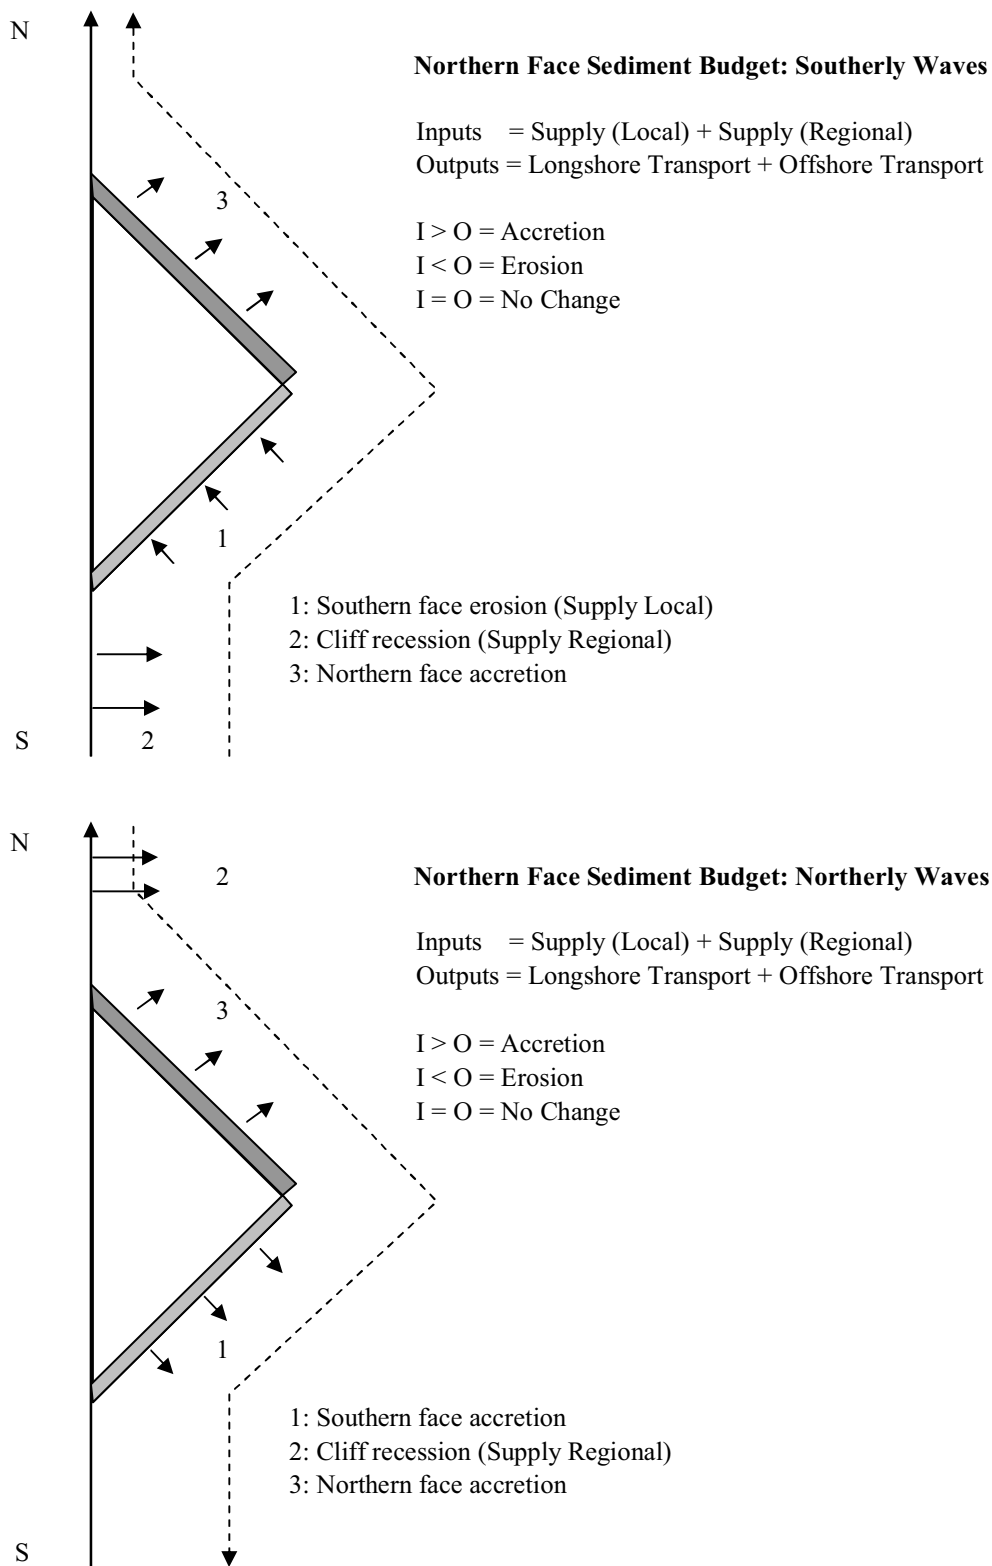 N
Northern Face Sediment Budget: Southerly Waves
Inputs = Supply (Local) + Supply (Regional)
Outputs = Longshore Transport + Offshore Transport
3
I > O = Accretion
I < O = Erosion
I = O = No Change
1
1: Southern face erosion (Supply Local)
2: Cliff recession (Supply Regional)
3: Northern face accretion
S
2
N
2
Northern Face Sediment Budget: Northerly Waves
Inputs = Supply (Local) + Supply (Regional)
Outputs = Longshore Transport + Offshore Transport
3
I > O = Accretion
I < O = Erosion
I = O = No Change
1
1: Southern face accretion
2: Cliff recession (Supply Regional)
3: Northern face accretion
S